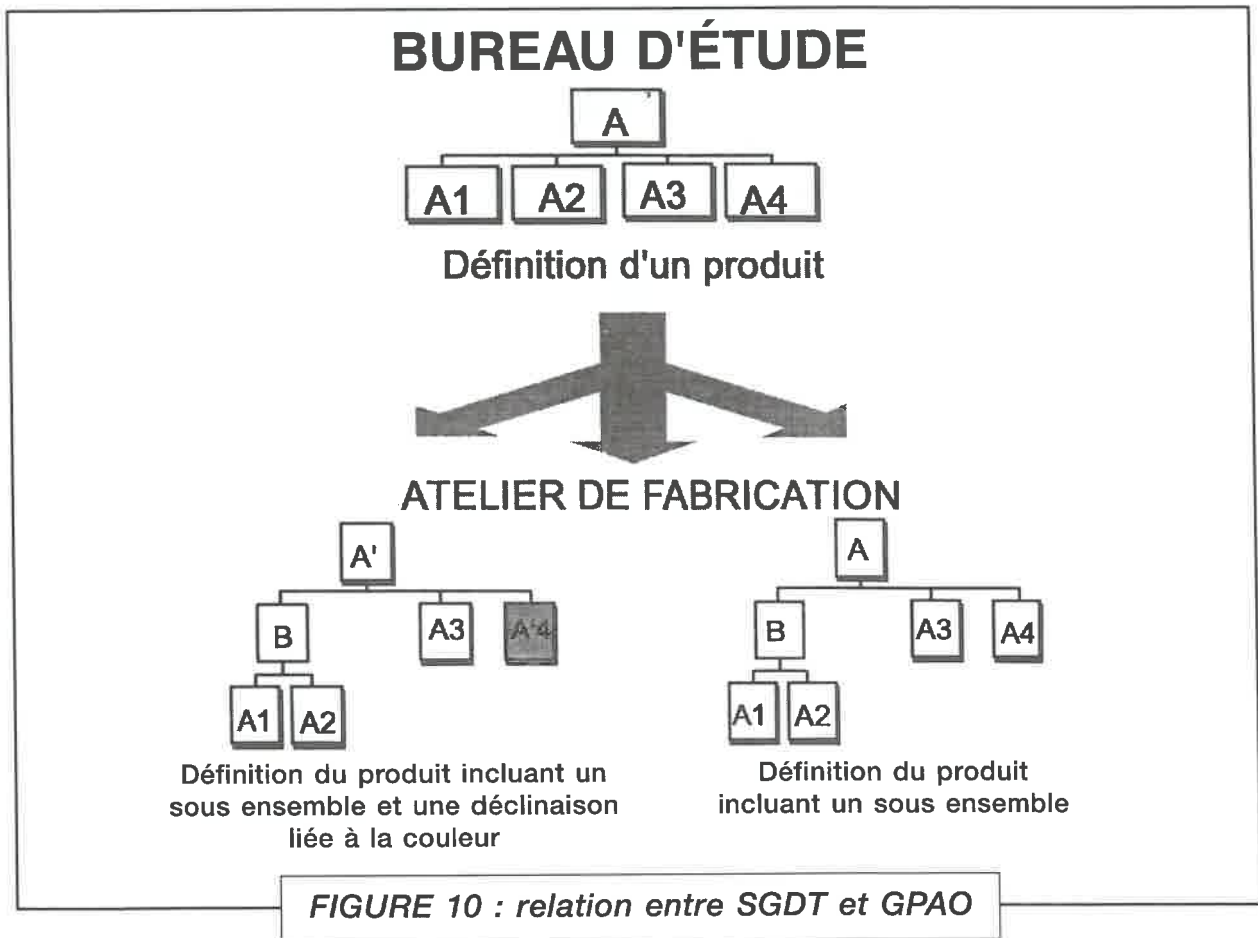 BUREAU D'ÉTUDE
A
A1 A2 A3 A4
Définition d'un produit
ATELIER DE FABRICATION
A'
B A3 A'4
A1 A2
Définition du produit incluant un
sous ensemble et une déclinaison
liée à la couleur
A
B A3 A4
A1 A2
Définition du produit
incluant un sous ensemble
FIGURE 10 : relation entre SGDT et GPAO